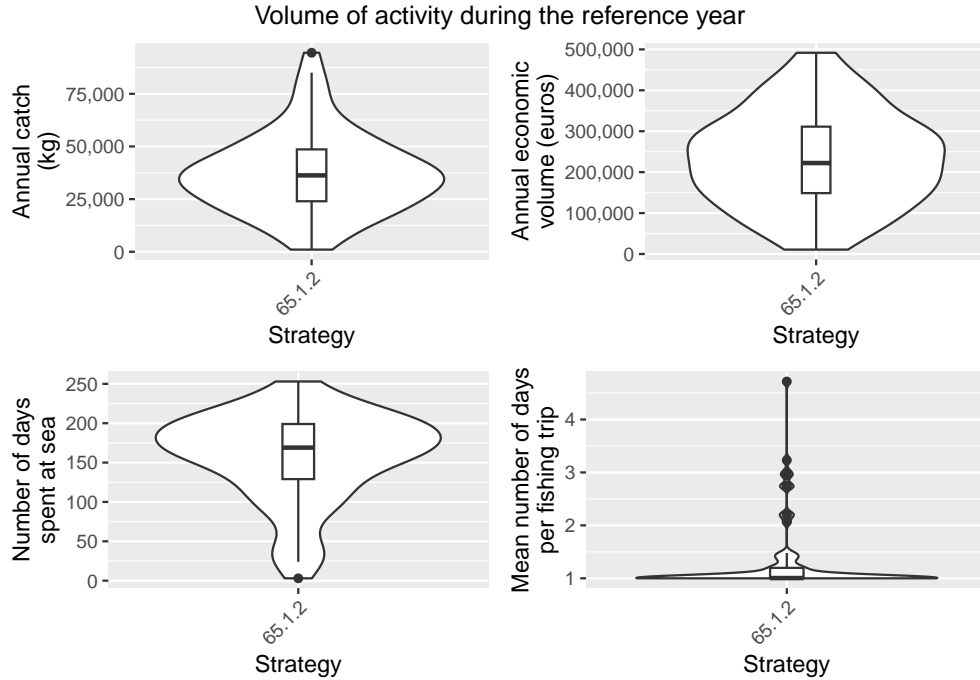 Volume of activity during the reference year
Annual catch
(kg)
75,000
50,000
25,000
0
65.1.2
Strategy
Annual economic
volume (euros)
500,000
400,000
300,000
200,000
100,000
0
65.1.2
Strategy
Number of days
spent at sea
250
200
150
100
50
0
65.1.2
Strategy
Mean number of days
per fishing trip
4
3
2
1
65.1.2
Strategy